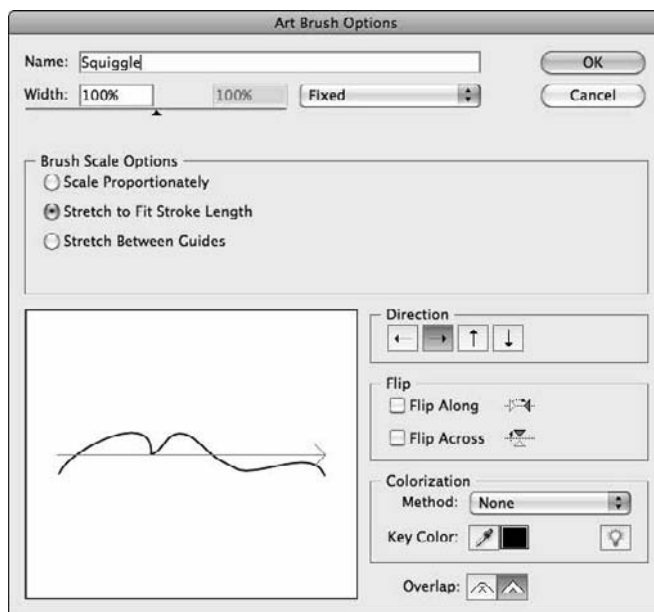 Art Brush Options
Name: Squiggle
OK
Width: 100% 100% Fixed
Cancel
Brush Scale Options
Scale Proportionately
Stretch to Fit Stroke Length
Stretch Between Guides
Direction
Flip
Flip Along
Flip Across
Colorization
Method: None
Key Color:
Overlap: